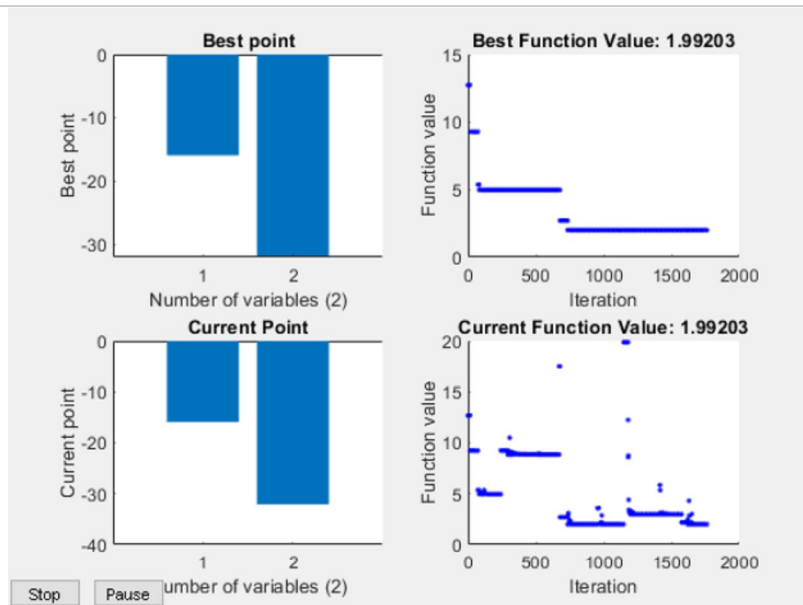 Best point
0
-10
-20
-30
Best point
1 2
Number of variables (2)
Best Function Value: 1.99203
15
10
5
0
Function value
0 500 1000 1500 2000
Iteration
Current Point
0
-10
-20
-30
-40
Current point
1 2
umber of variables (2)
Current Function Value: 1.99203
20
15
10
5
0
Function value
0 500 1000 1500 2000
Iteration
Stop
Pause